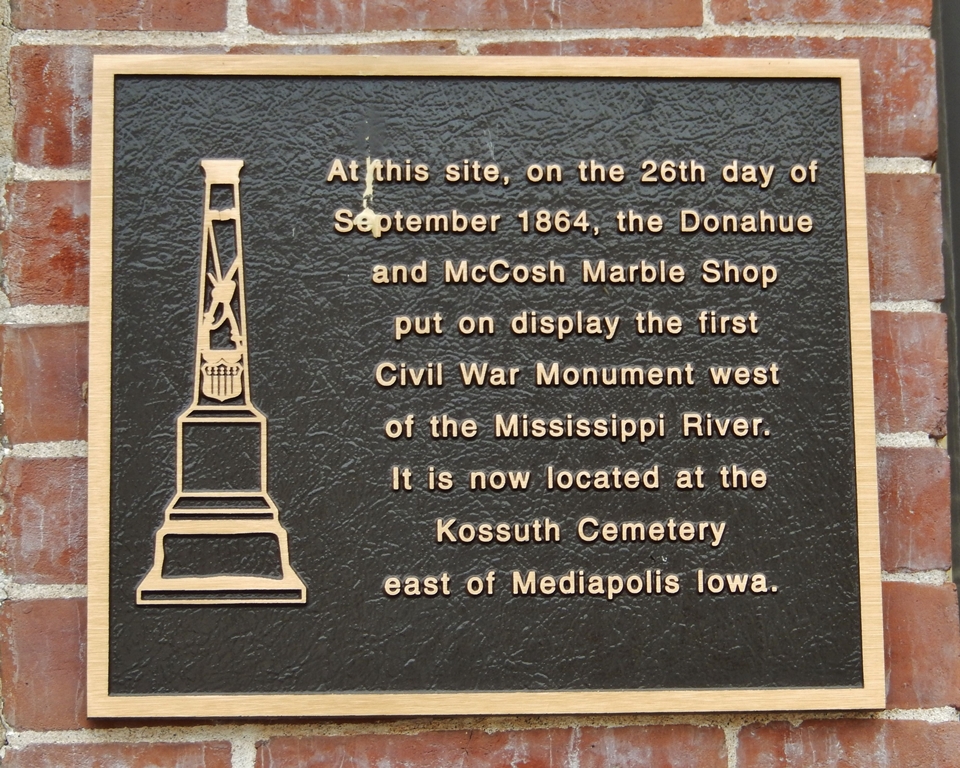 At this site, on the 26th day of
September 1864, the Donahue
and McCosh Marble Shop
put on display the first
Civil War Monument west
of the Mississippi River.
It is now located at the
Kossuth Cemetery
east of Mediapolis Iowa.